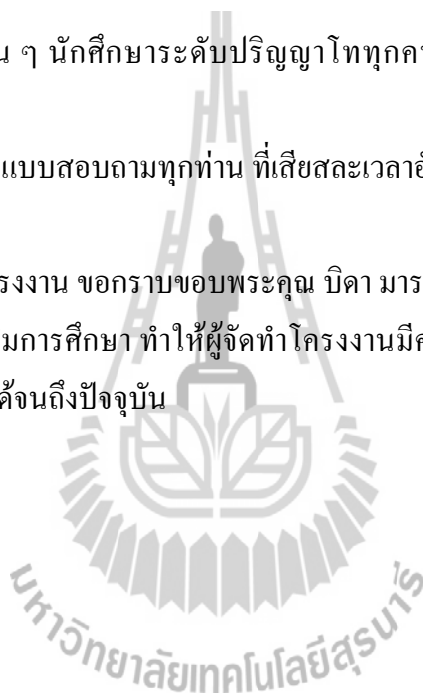 น ๆ นักศึกษาระดับปริญญาโททุกค
แบบสอบถามทุกท่าน ที่เสียสละเวลา
รงงาน ขอกราบขอบพระคุณ บิดา มาร
มการศึกษา ทำให้ผู้จัดทำโครงงานมี
ด้จนถึงปัจจุบัน
มหาวิทยาลัยเทคโนโลยีสุรนารี